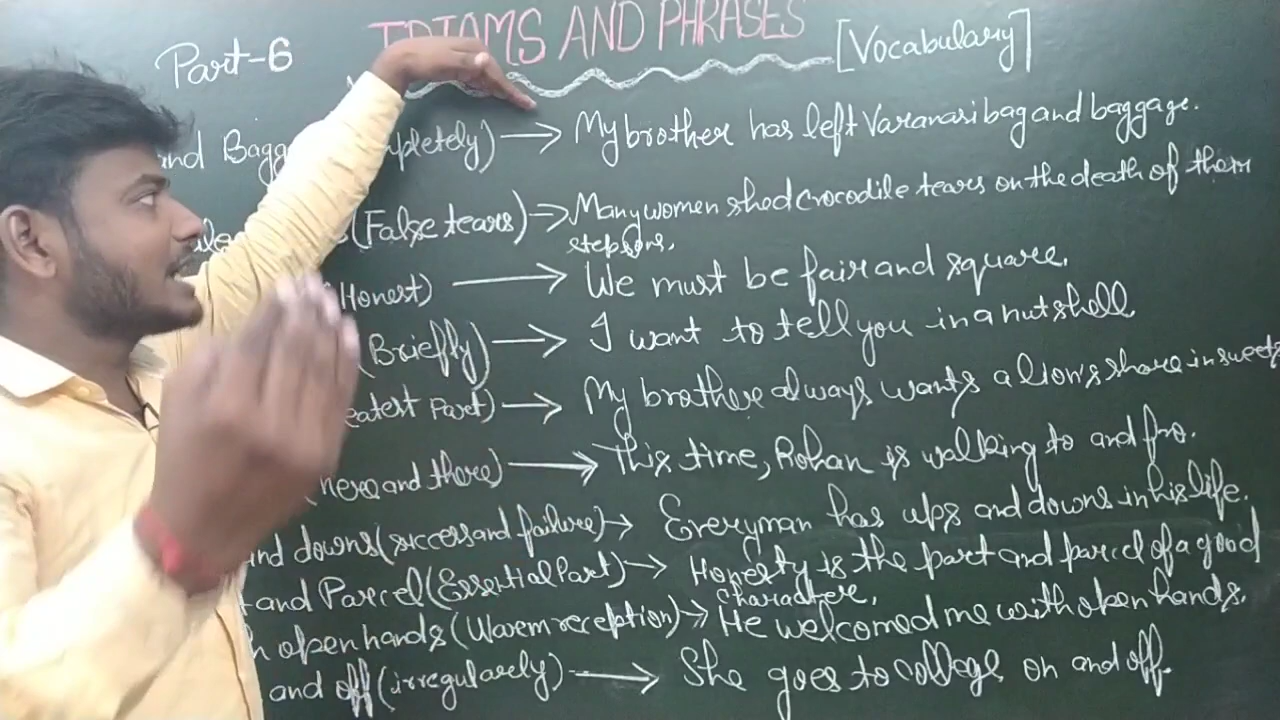 Part-6 IDIAMS AND PHRASES [Vocabulary]
and Bagg pletely) → My brother has left Varanasi bag and baggage.
(False tears) → Many women shed crocodile tears on the death of their
stepsons.
(Honest) → We must be fair and square.
(Briefly) → I want to tell you in a nutshell
eatest Part) → My brother always wants a lion's share in sweets
(here and there) → This time, Rohan is walking to and fro.
and downs (success and failure) → Everyman has ups and downs in his life.
and Parcel (Essential Part) → Honesty is the part and parcel of a good
character.
h open hands (Warm reception) → He welcomed me with open hands.
and off (irregularly) → She goes to college on and off.